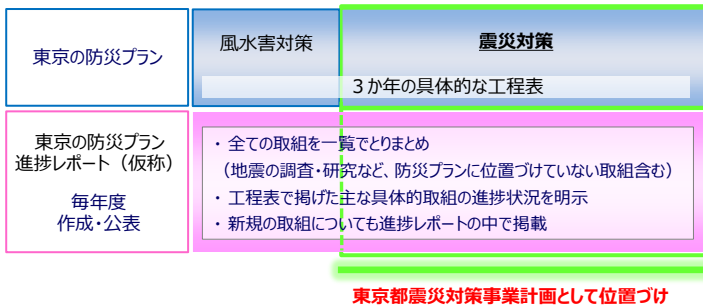 東京の防災プラン
風水害対策
震災対策
３か年の具体的な工程表
東京の防災プラン
進捗レポート（仮称）
毎年度
作成・公表
・全ての取組を一覧でとりまとめ
（地震の調査・研究など、防災プランに位置づけていない取組含む）
・工程表で掲げた主な具体的取組の進捗状況を明示
・新規の取組についても進捗レポートの中で掲載
東京都震災対策事業計画として位置づけ